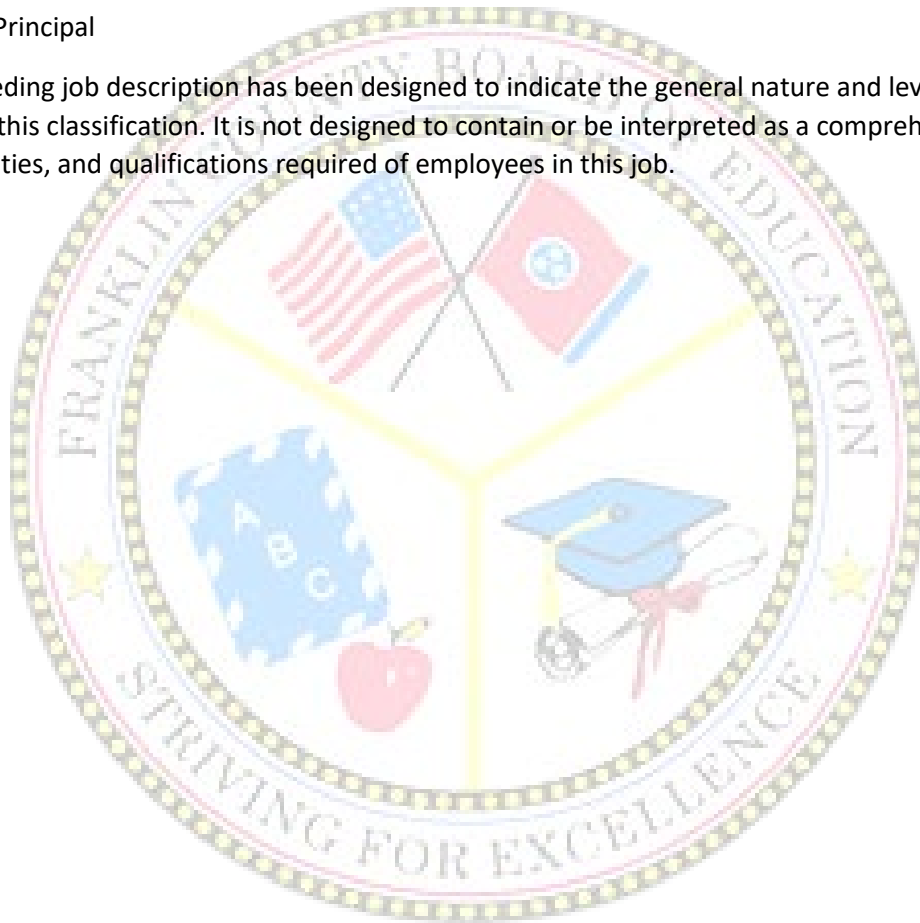 Principal
eding job description has been designed to indicate the general nature and lev
this classification. It is not designed to contain or be interpreted as a compreh
ties, and qualifications required of employees in this job.
FRANKLIN COUNTY BOARD OF EDUCATION
A
B
C
STRIVING FOR EXCELLENCE